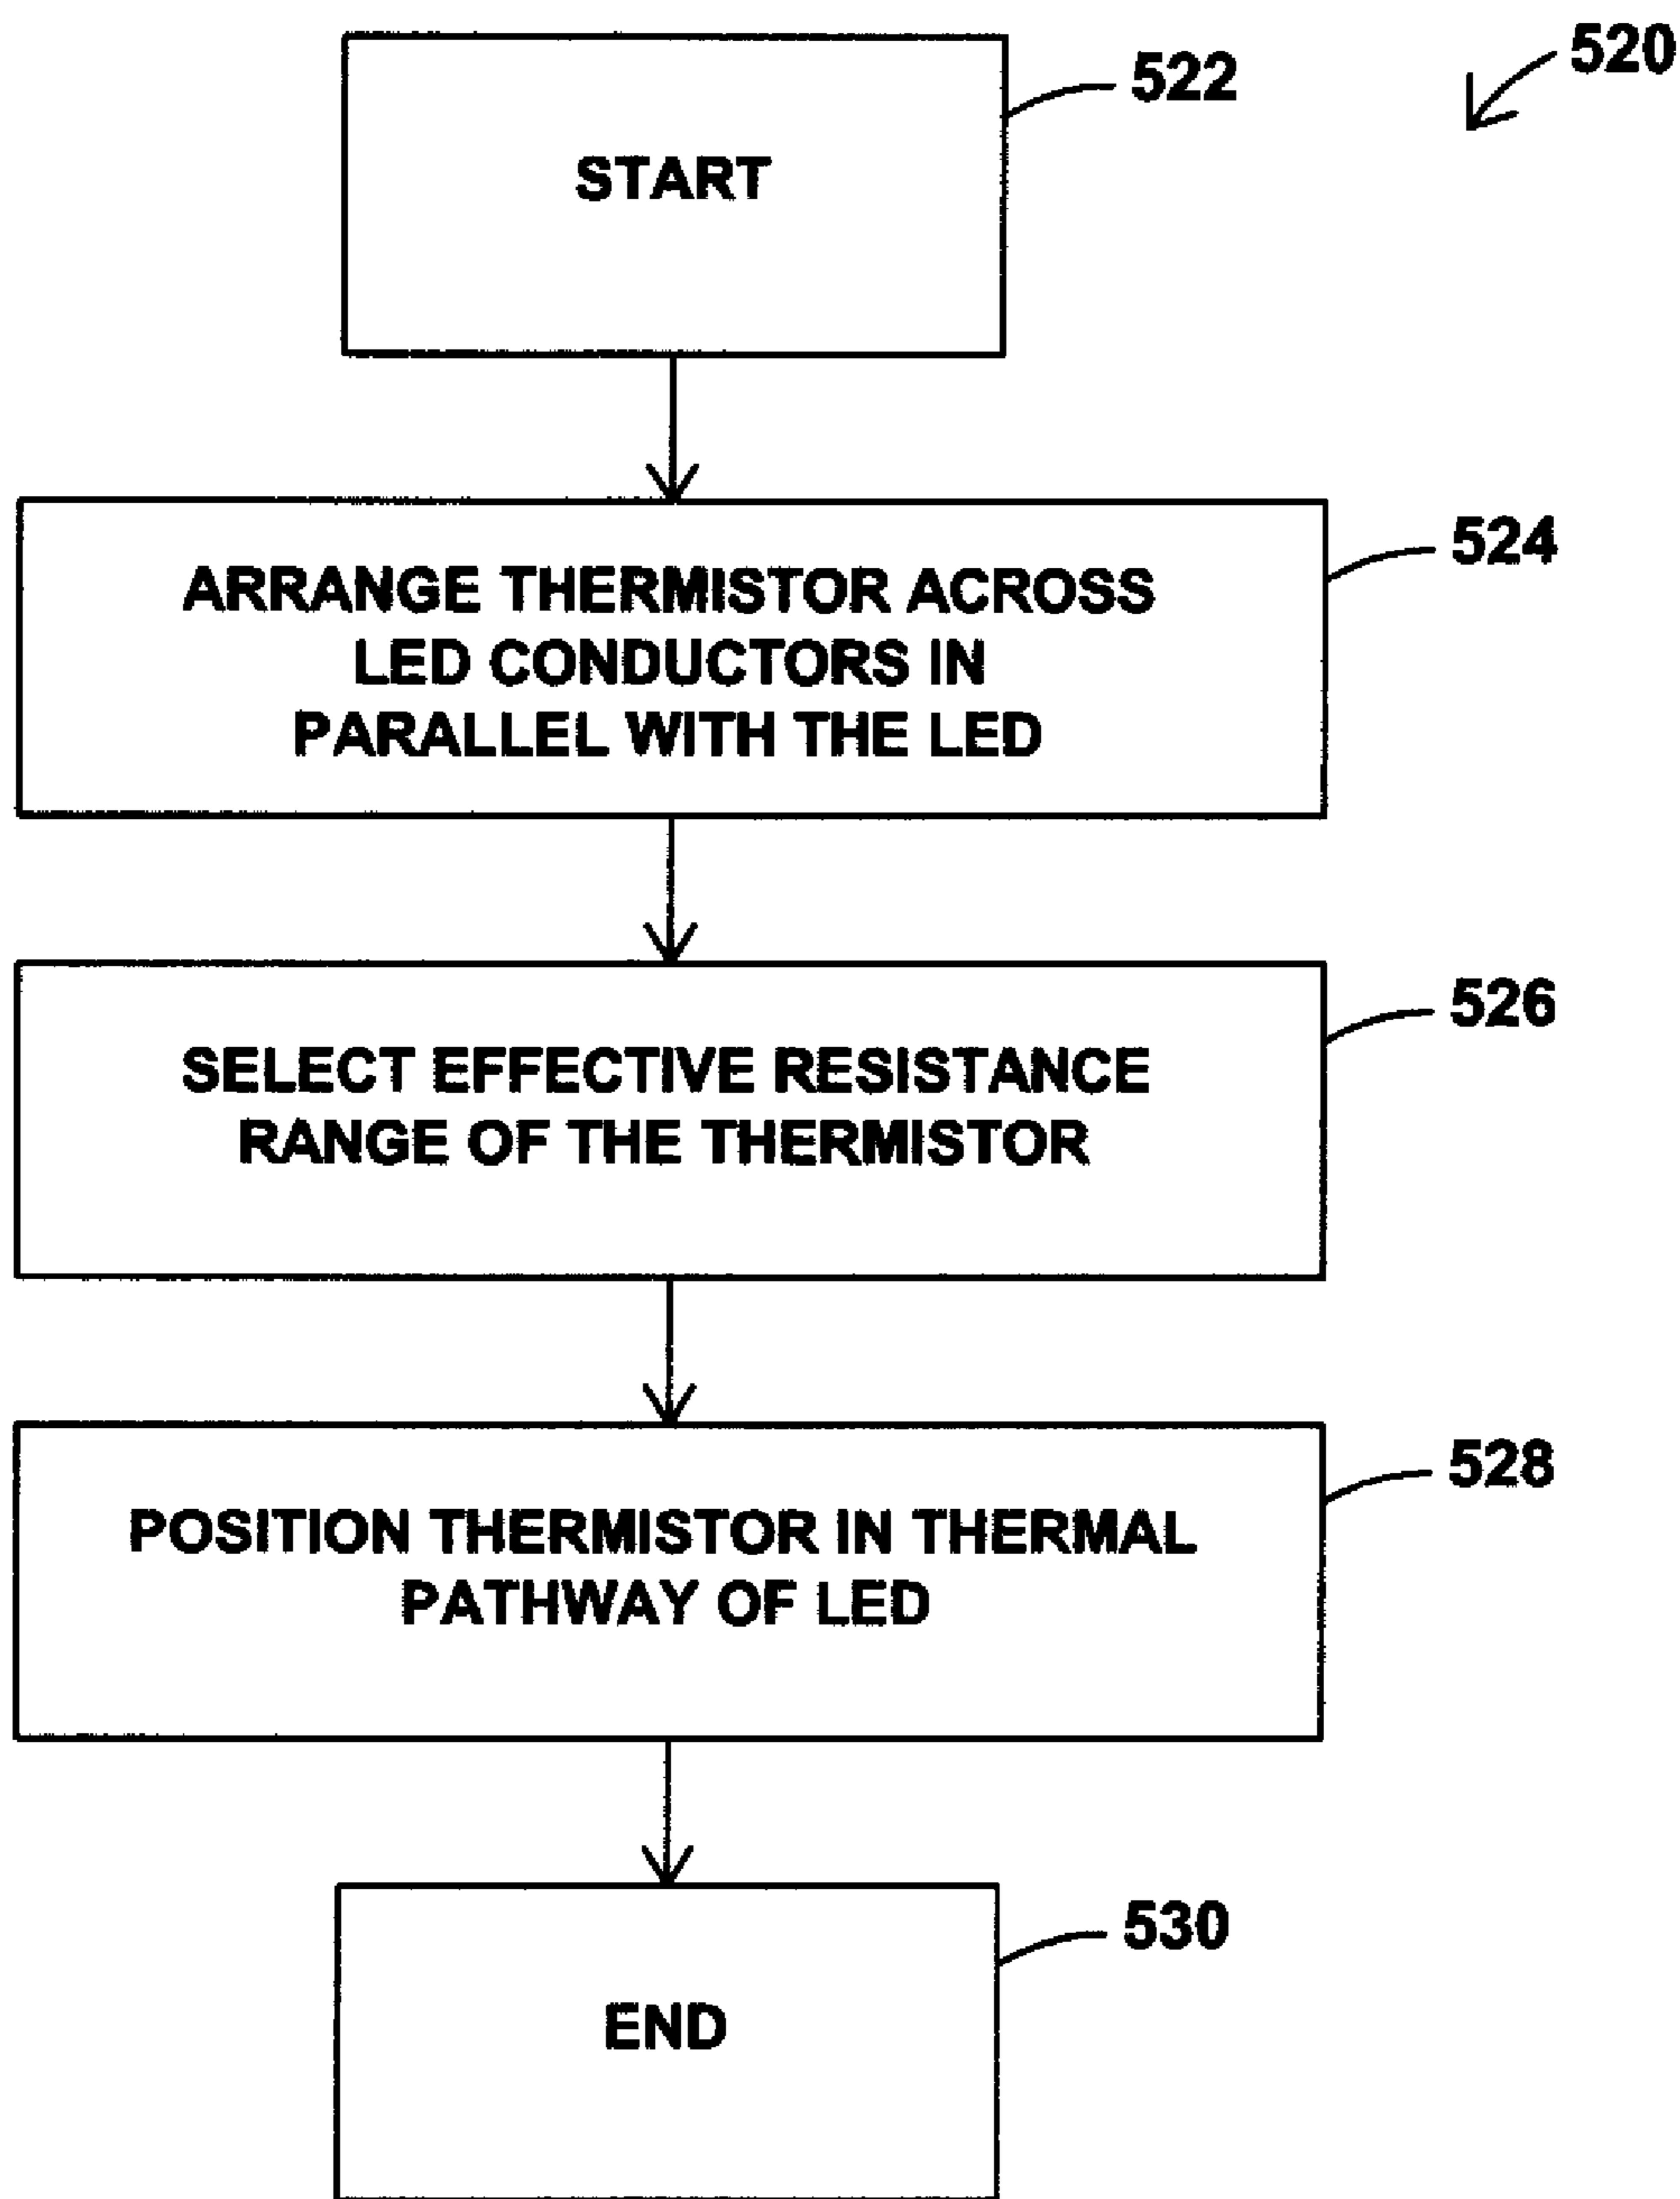 520
522
START
524
ARRANGE THERMISTOR ACROSS
LED CONDUCTORS IN
PARALLEL WITH THE LED
526
SELECT EFFECTIVE RESISTANCE
RANGE OF THE THERMISTOR
528
POSITION THERMISTOR IN THERMAL
PATHWAY OF LED
530
END